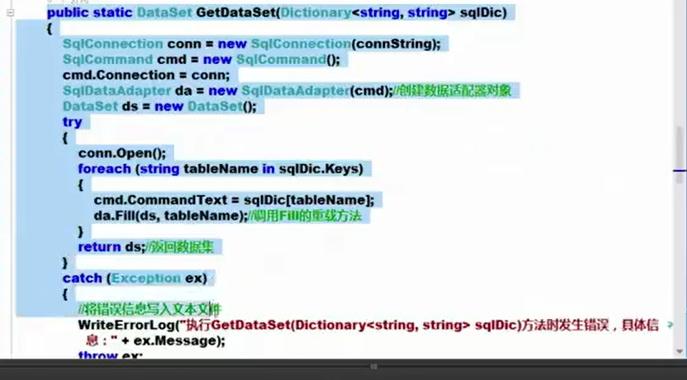 public static DataSet GetDataSet(Dictionary<string, string> sqlDic)
{
SqlConnection conn = new SqlConnection(connString);
SqlCommand cmd = new SqlCommand();
cmd.Connection = conn;
SqlDataAdapter da = new SqlDataAdapter(cmd);//创建数据适配器对象
DataSet ds = new DataSet();
try
{
conn.Open();
foreach (string tableName in sqlDic.Keys)
{
cmd.CommandText = sqlDic[tableName];
da.Fill(ds, tableName);//调用Fill的重载方法
}
return ds;//返回数据集
}
catch (Exception ex)
{
//将错误信息写入文本文件
WriteErrorLog("执行GetDataSet(Dictionary<string, string> sqlDic)方法时发生错误，具体信
息：" + ex.Message);
throw ex;